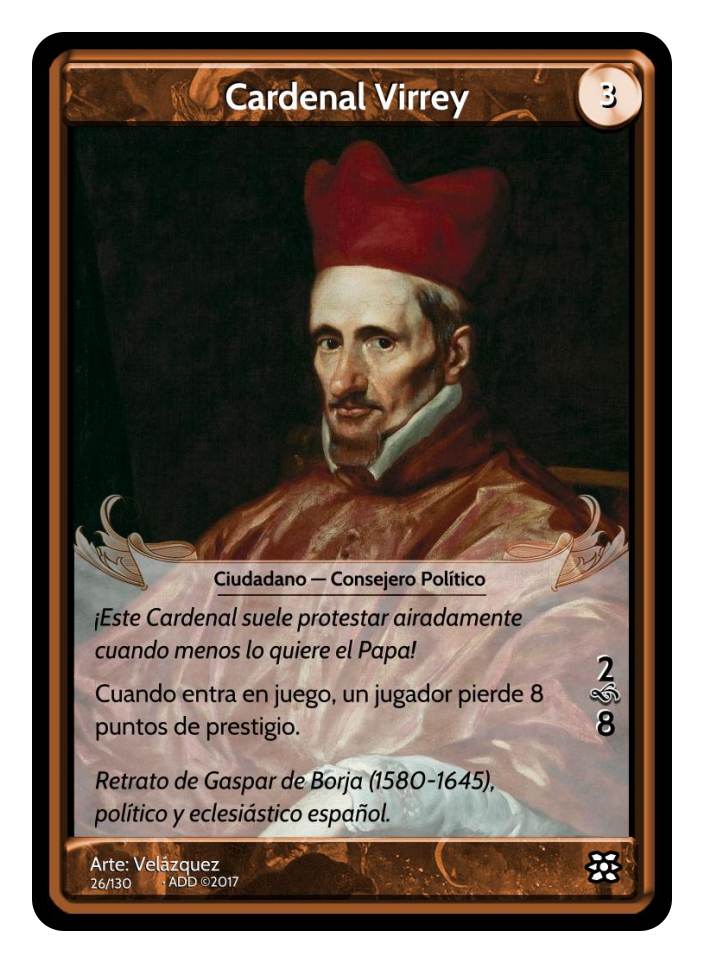 Cardenal Virrey
3
Ciudadano — Consejero Político
¡Este Cardenal suele protestar airadamente
cuando menos lo quiere el Papa!
Cuando entra en juego, un jugador pierde 8
puntos de prestigio.
2
8
Retrato de Gaspar de Borja (1580-1645),
político y eclesiástico español.
Arte: Velázquez
26/130 · ADD ©2017